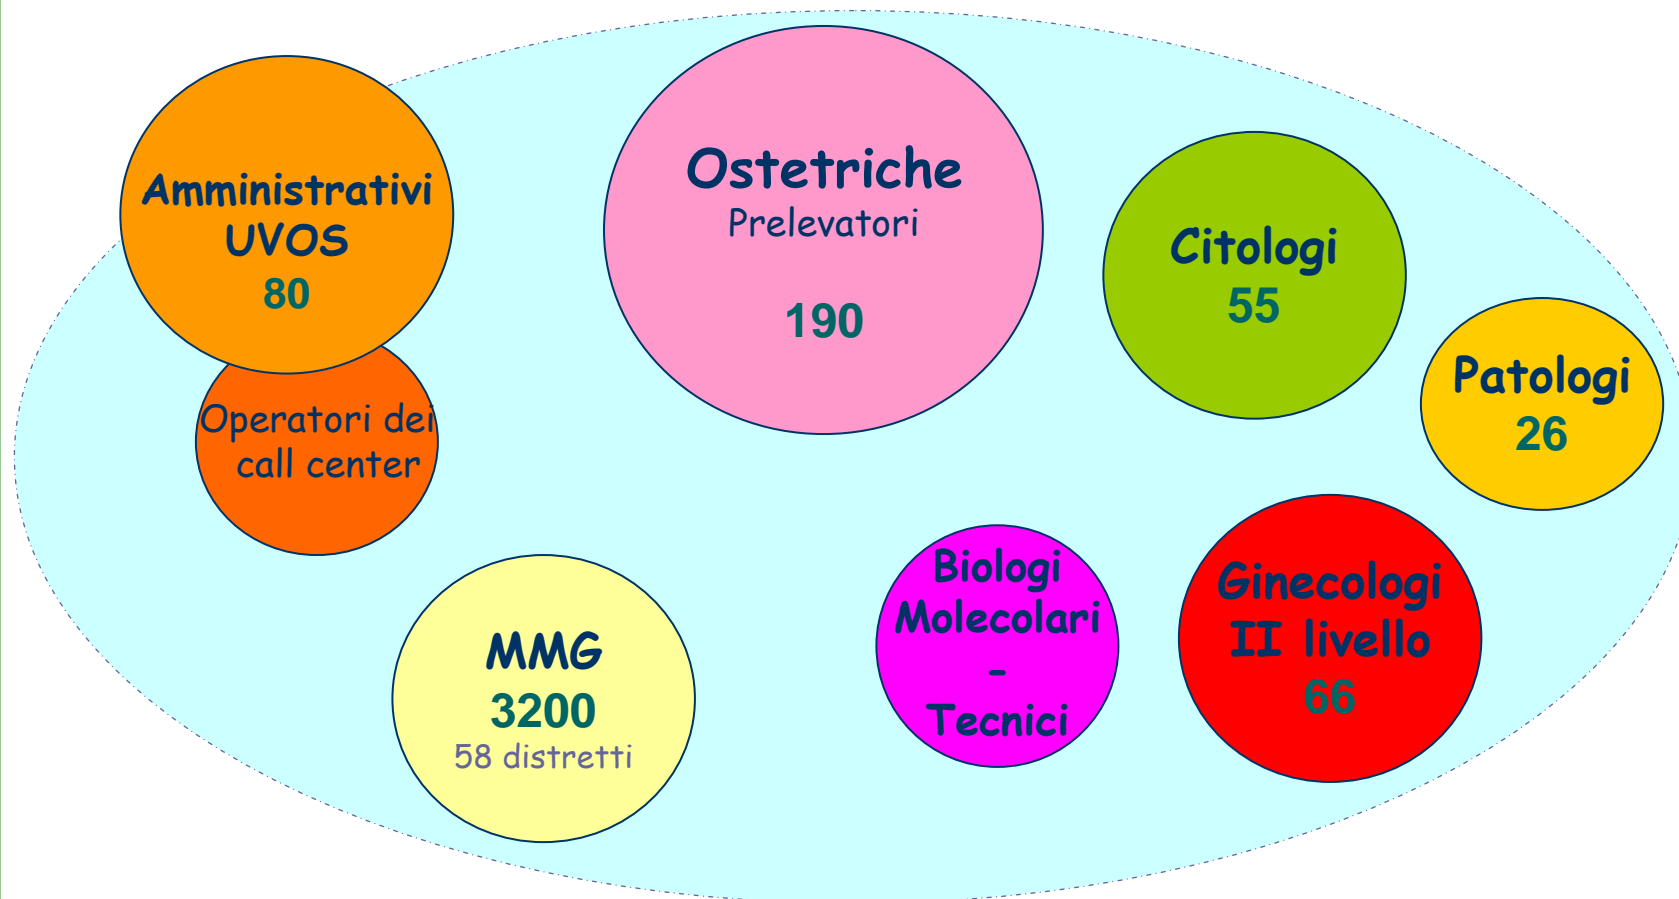 Amministrativi
UVOS
80
Operatori dei
call center
Ostetriche
Prelevatori
190
Citologi
55
Patologi
26
MMG
3200
58 distretti
Biologi
Molecolari
-
Tecnici
Ginecologi
II livello
66